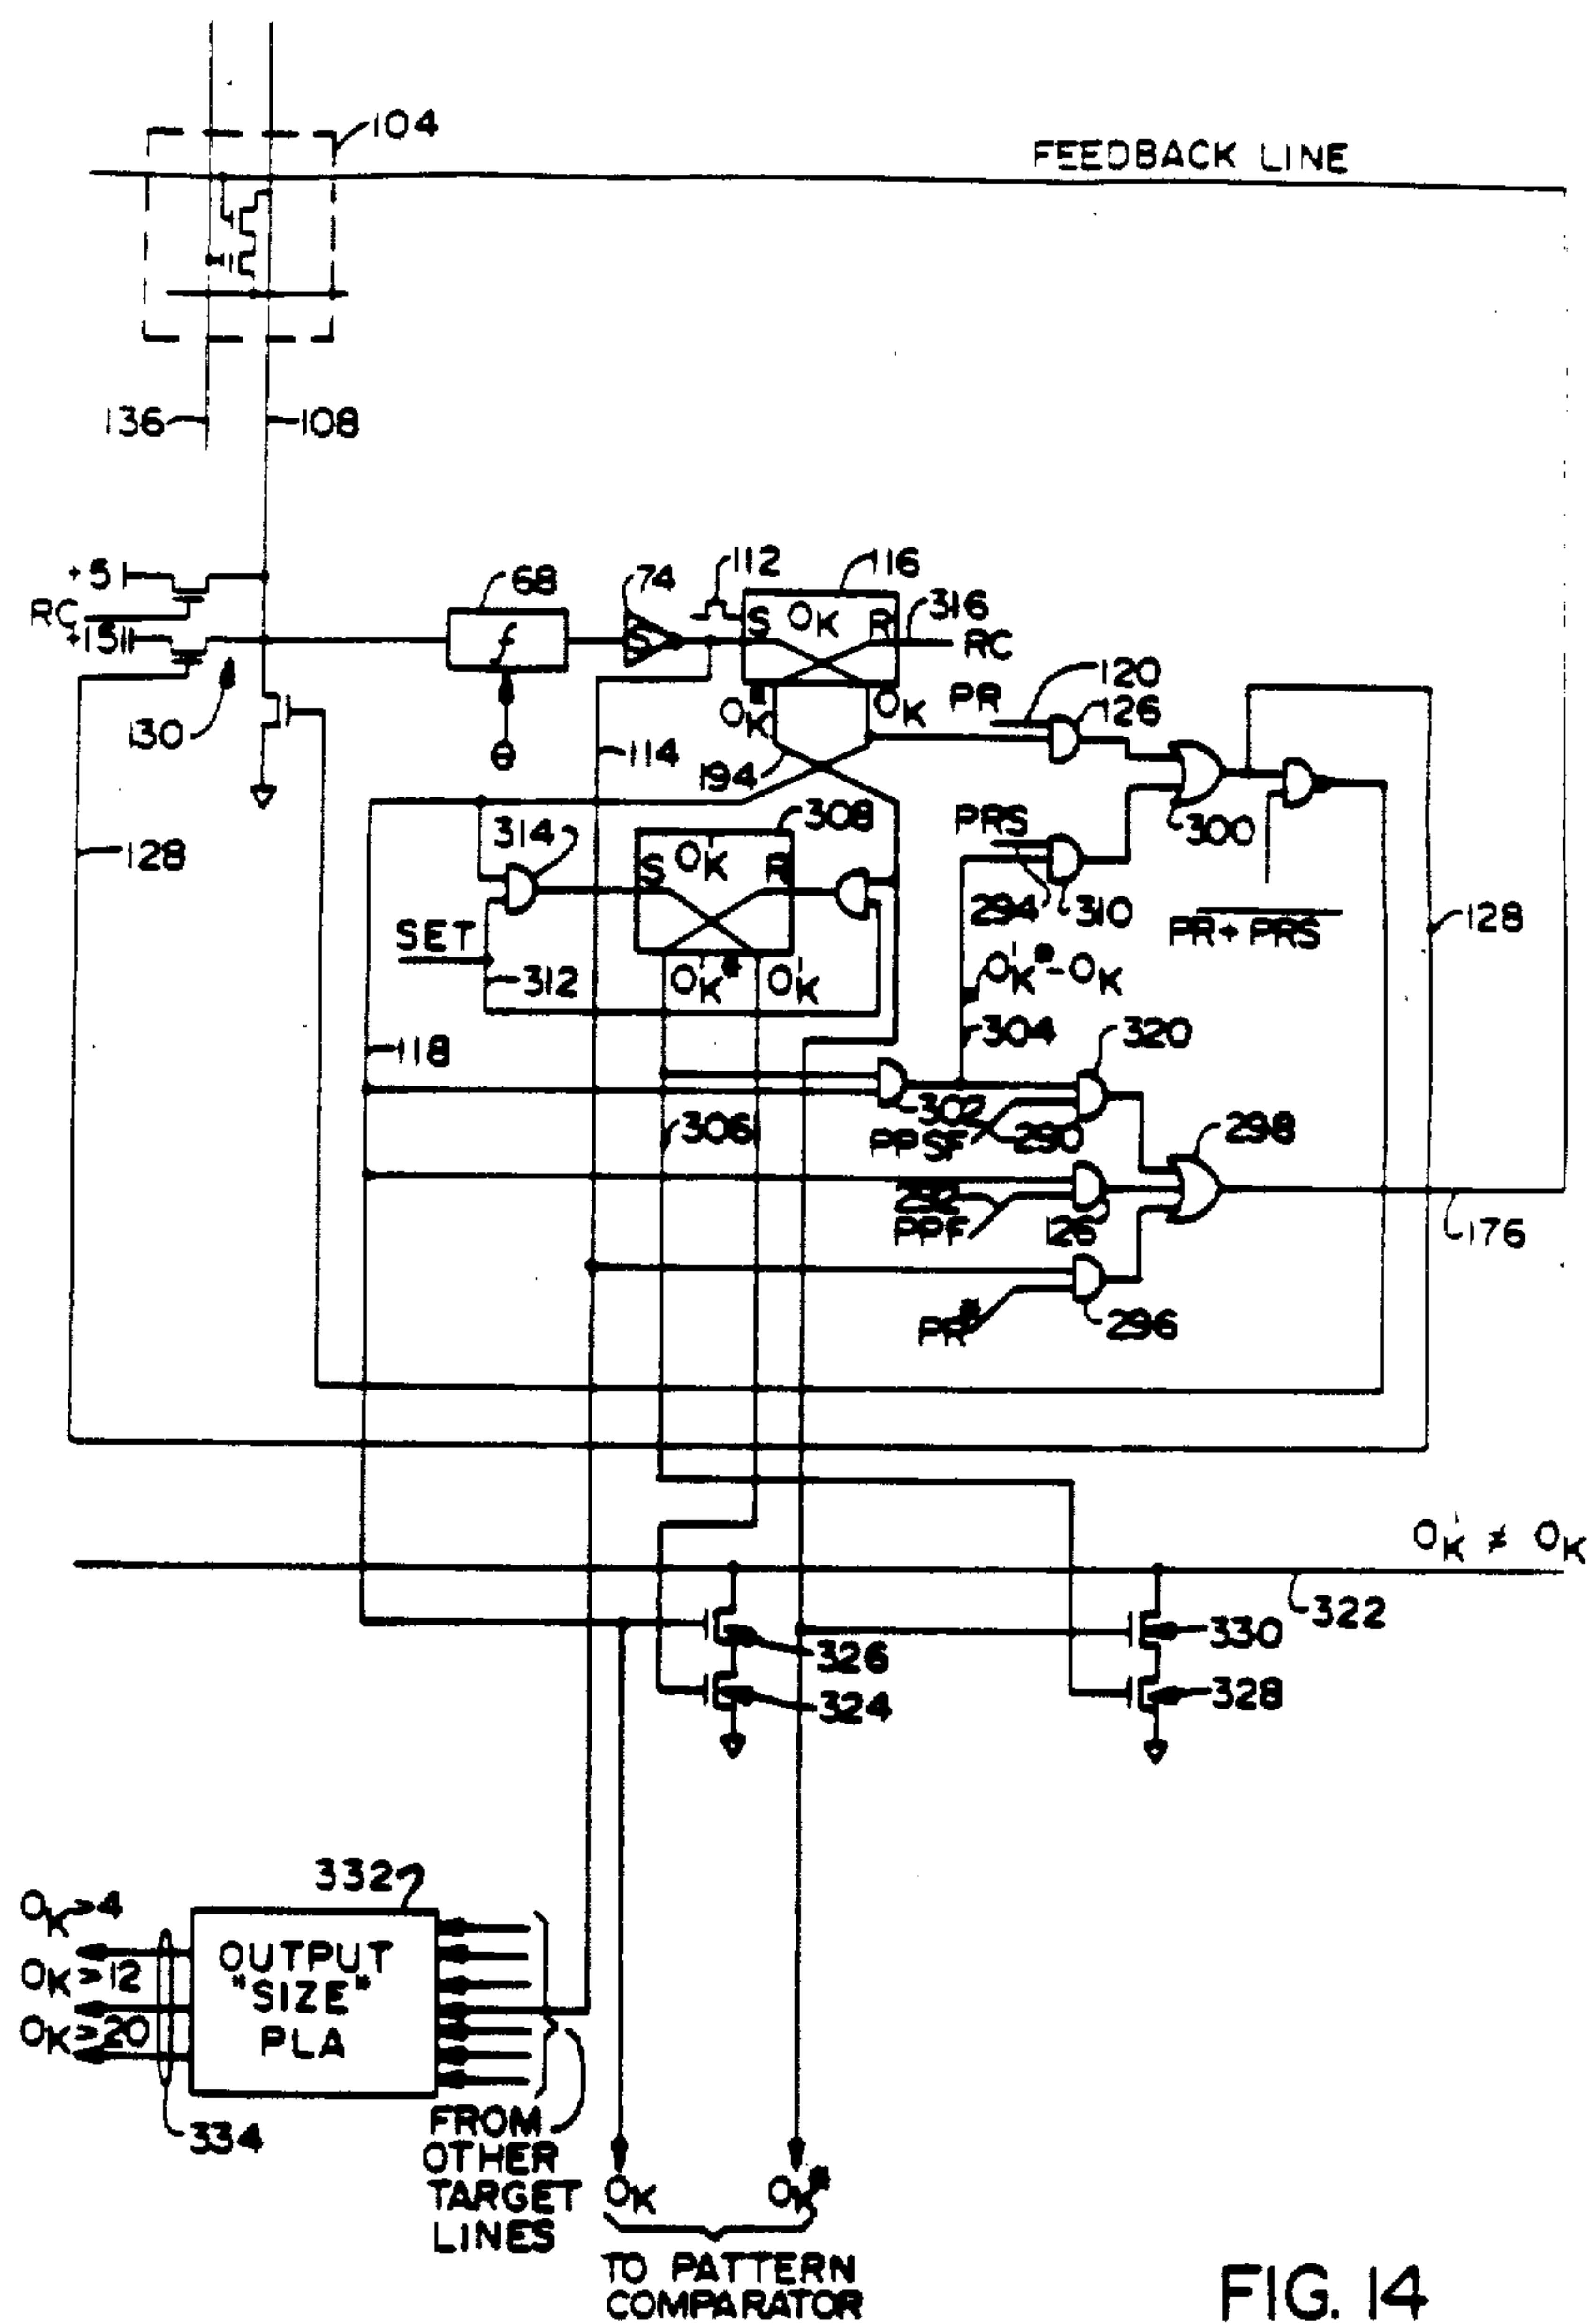 104
FEEDBACK LINE
136
108
+5
RC
+15
130
68
f
θ
74
S
112
116
S OK R
316
RC
OK* OK
PR
120
126
114
194
308
314
S O'K R
PRS
294
310
300
PR + PRS
128
128
SET
312
O'K* O'K
O'K*-OK
304
118
320
302
306
PPSF
290
298
292
PPF
126
176
PR*
296
O'K ≠ OK
322
326
324
330
328
332
OK>4
OK>12
OK>20
OUTPUT
"SIZE"
PLA
334
FROM
OTHER
TARGET
LINES
OK
OK*
TO PATTERN
COMPARATOR
FIG. 14